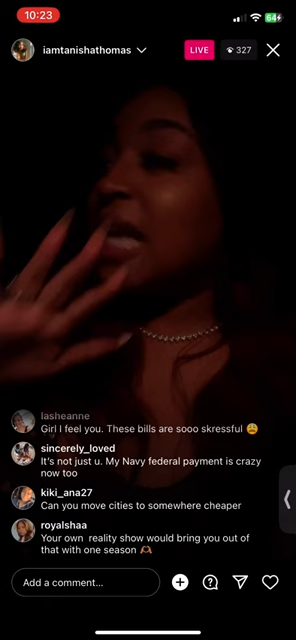 10:23
64
iamtanishathomas
LIVE
327
lasheanne
Girl I feel you. These bills are sooo skressful 😩
sincerely_loved
It's not just u. My Navy federal payment is crazy
now too
kiki_ana27
Can you move cities to somewhere cheaper
royalshaa
Your own reality show would bring you out of
that with one season 🫶🏾
Add a comment...